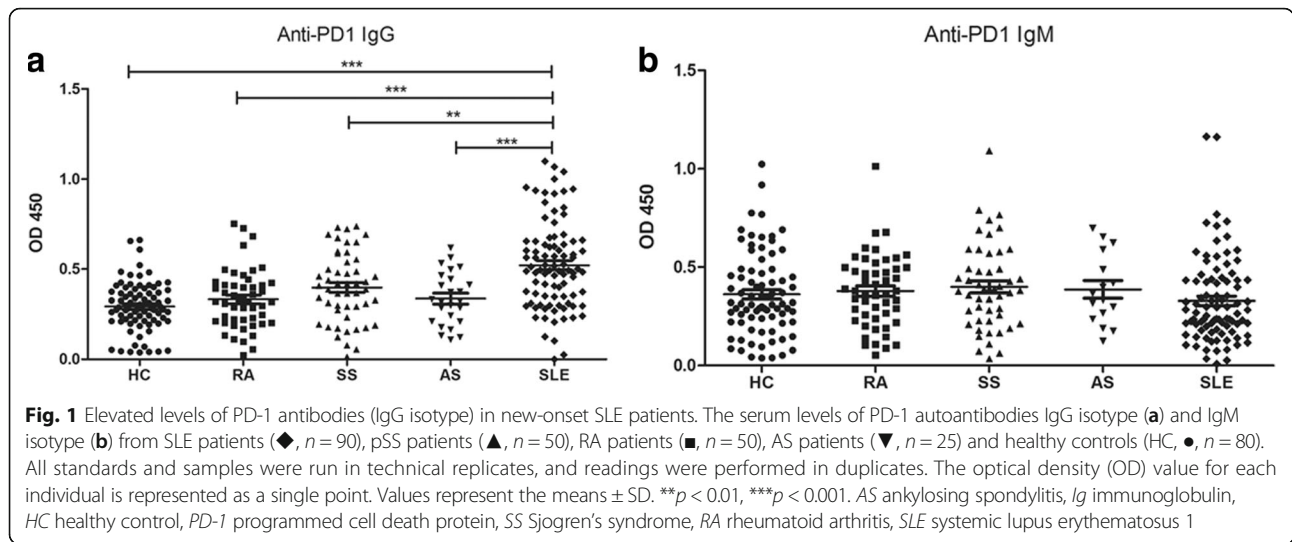 Anti-PD1 IgG
a
***
***
**
***
1.5
1.0
0.5
0.0
OD 450
HC RA SS AS SLE
Anti-PD1 IgM
b
1.5
1.0
0.5
0.0
OD 450
HC RA SS AS SLE
Fig. 1 Elevated levels of PD-1 antibodies (IgG isotype) in new-onset SLE patients. The serum levels of PD-1 autoantibodies IgG isotype (a) and IgM
isotype (b) from SLE patients (◆, n = 90), pSS patients (▲, n = 50), RA patients (■, n = 50), AS patients (▼, n = 25) and healthy controls (HC, ●, n = 80).
All standards and samples were run in technical replicates, and readings were performed in duplicates. The optical density (OD) value for each
individual is represented as a single point. Values represent the means ± SD. **p < 0.01, ***p < 0.001. AS ankylosing spondylitis, Ig immunoglobulin,
HC healthy control, PD-1 programmed cell death protein, SS Sjogren's syndrome, RA rheumatoid arthritis, SLE systemic lupus erythematosus 1